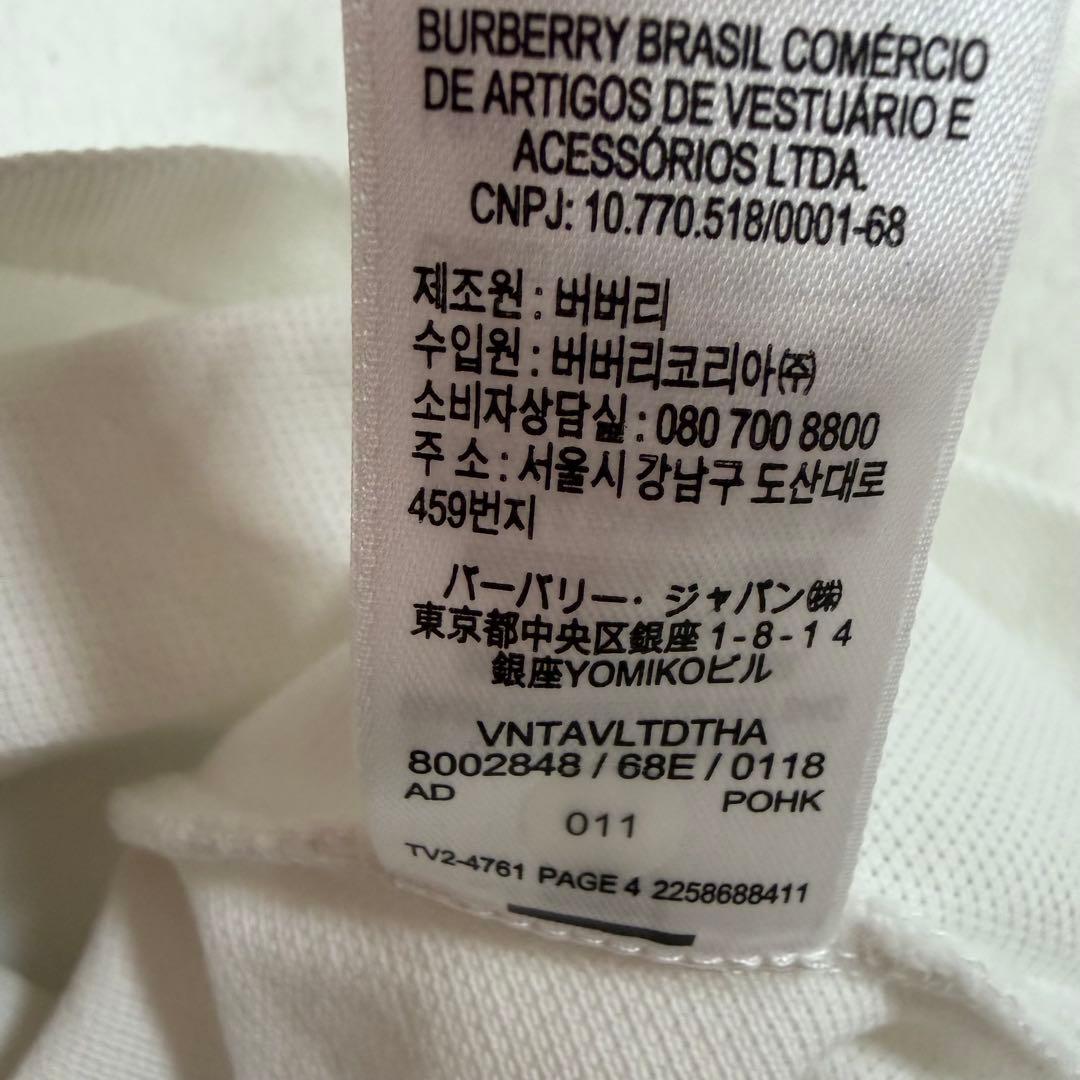 BURBERRY BRASIL COMÉRCIO
DE ARTIGOS DE VESTUÁRIO E
ACESSÓRIOS LTDA.
CNPJ: 10.770.518/0001-68
제조원 : 버버리
수입원 : 버버리코리아㈜
소비자상담실 : 080 700 8800
주 소 : 서울시 강남구 도산대로
459번지
バーバリー・ジャパン㈱
東京都中央区銀座 1 - 8 - 1 4
銀座YOMIKOビル
VNTAVLTDTHA
8002848 / 68E / 0118
AD POHK
011
TV2-4761 PAGE 4 2258688411